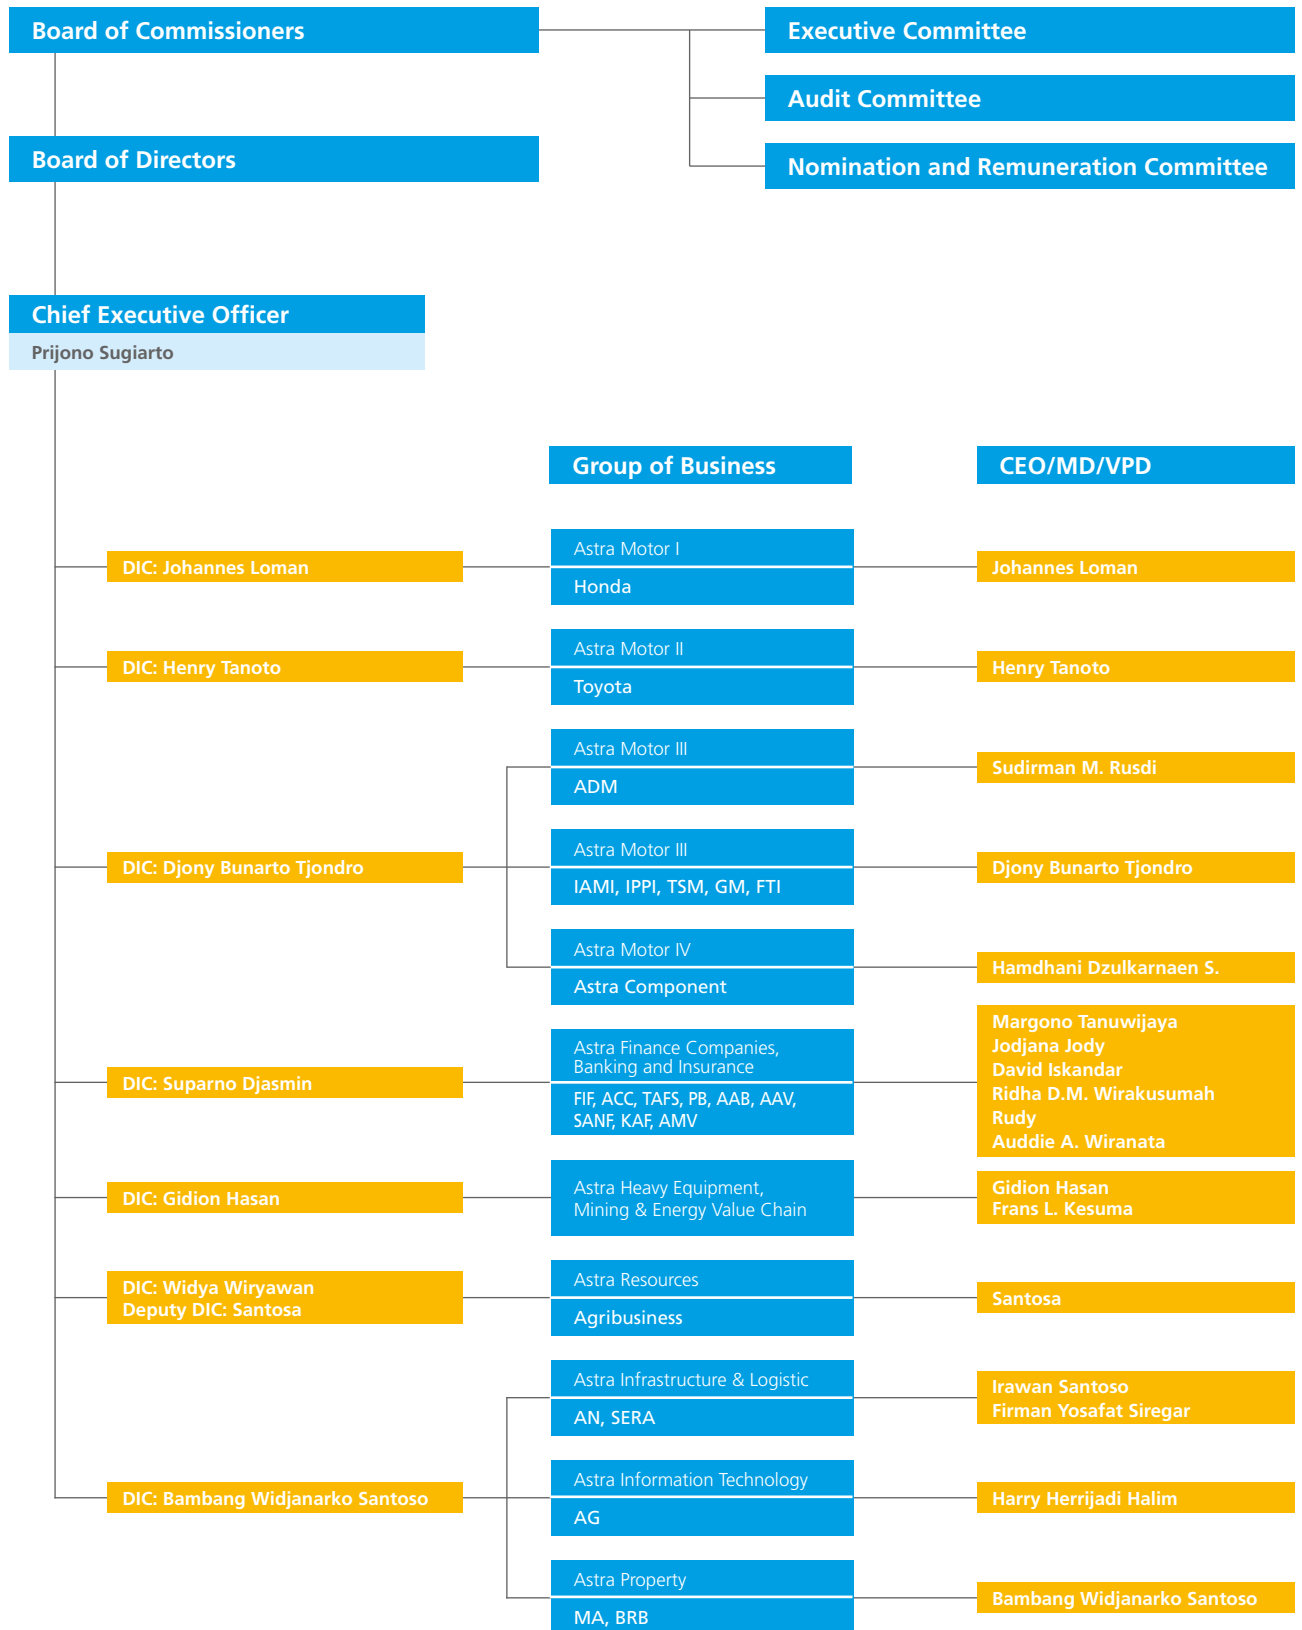 Board of Commissioners
Executive Committee
Audit Committee
Board of Directors
Nomination and Remuneration Committee
Chief Executive Officer
Prijono Sugiarto
Group of Business
CEO/MD/VPD
DIC: Johannes Loman
Astra Motor I
Honda
Johannes Loman
DIC: Henry Tanoto
Astra Motor II
Toyota
Henry Tanoto
DIC: Djony Bunarto Tjondro
Astra Motor III
ADM
Sudirman M. Rusdi
Astra Motor III
IAMI, IPPI, TSM, GM, FTI
Djony Bunarto Tjondro
Astra Motor IV
Astra Component
Hamdhani Dzulkarnaen S.
DIC: Suparno Djasmin
Astra Finance Companies,
Banking and Insurance
FIF, ACC, TAFS, PB, AAB, AAV,
SANF, KAF, AMV
Margono Tanuwijaya
Jodjana Jody
David Iskandar
Ridha D.M. Wirakusumah
Rudy
Auddie A. Wiranata
DIC: Gidion Hasan
Astra Heavy Equipment,
Mining & Energy Value Chain
Gidion Hasan
Frans L. Kesuma
DIC: Widya Wiryawan
Deputy DIC: Santosa
Astra Resources
Agribusiness
Santosa
DIC: Bambang Widjanarko Santoso
Astra Infrastructure & Logistic
AN, SERA
Irawan Santoso
Firman Yosafat Siregar
Astra Information Technology
AG
Harry Herrijadi Halim
Astra Property
MA, BRB
Bambang Widjanarko Santoso